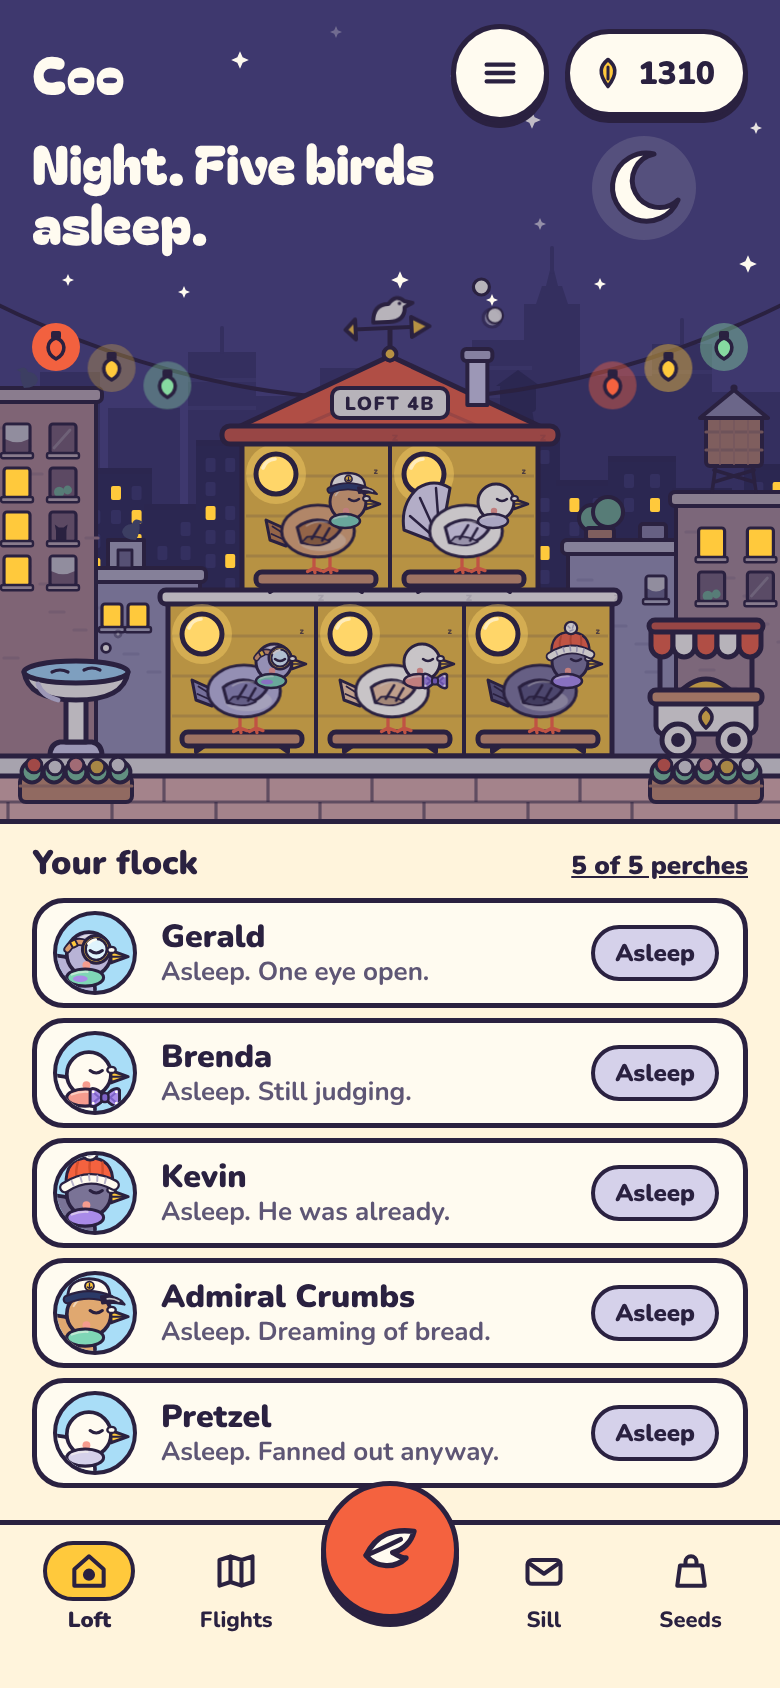 Coo
1310
Night. Five birds
asleep.
LOFT 4B
z
z
z
z
z
Your flock
5 of 5 perches
Gerald
Asleep. One eye open.
Asleep
Brenda
Asleep. Still judging.
Asleep
Kevin
Asleep. He was already.
Asleep
Admiral Crumbs
Asleep. Dreaming of bread.
Asleep
Pretzel
Asleep. Fanned out anyway.
Asleep
Loft
Flights
Sill
Seeds